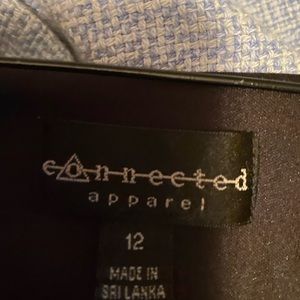 connected
apparel
12
MADE IN
SRI LANKA